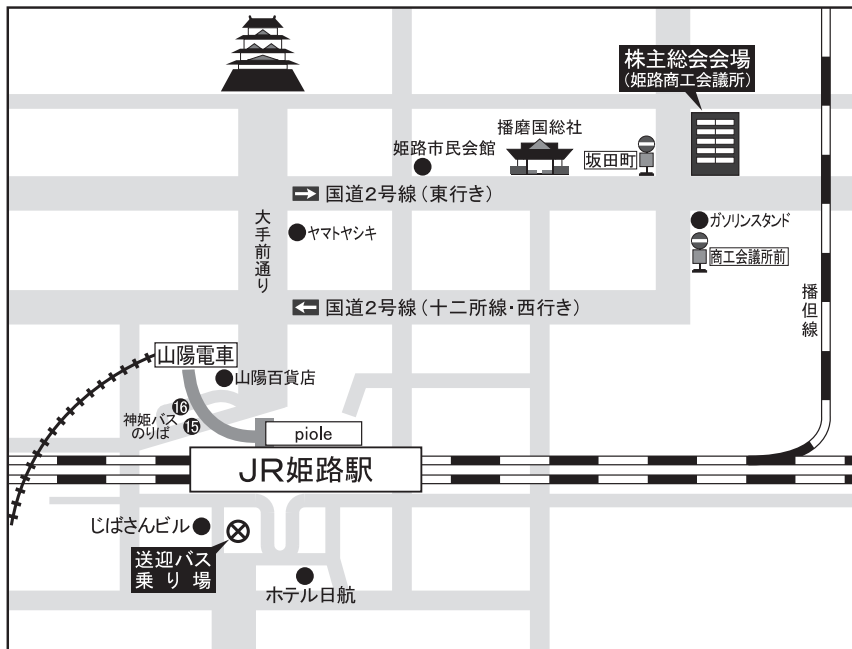 株主総会会場
(姫路商工会議所)
播磨国総社
姫路市民会館
坂田町
国道2号線(東行き)
大手前通り
ヤマトヤシキ
ガソリンスタンド
商工会議所前
国道2号線(十二所線・西行き)
播但線
山陽電車
山陽百貨店
16
神姫バス
のりば
15
piole
JR姫路駅
じばさんビル
送迎バス
乗り場
ホテル日航